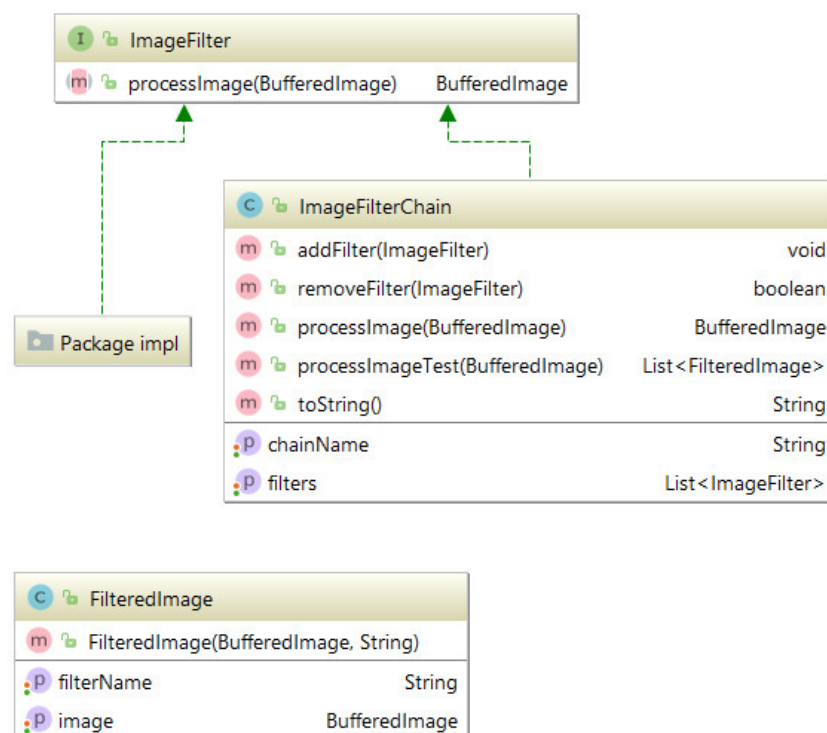 I ImageFilter
m processImage(BufferedImage) BufferedImage
C ImageFilterChain
m addFilter(ImageFilter) void
m removeFilter(ImageFilter) boolean
m processImage(BufferedImage) BufferedImage
m processImageTest(BufferedImage) List<FilteredImage>
m toString() String
p chainName String
p filters List<ImageFilter>
Package impl
C FilteredImage
m FilteredImage(BufferedImage, String)
p filterName String
p image BufferedImage